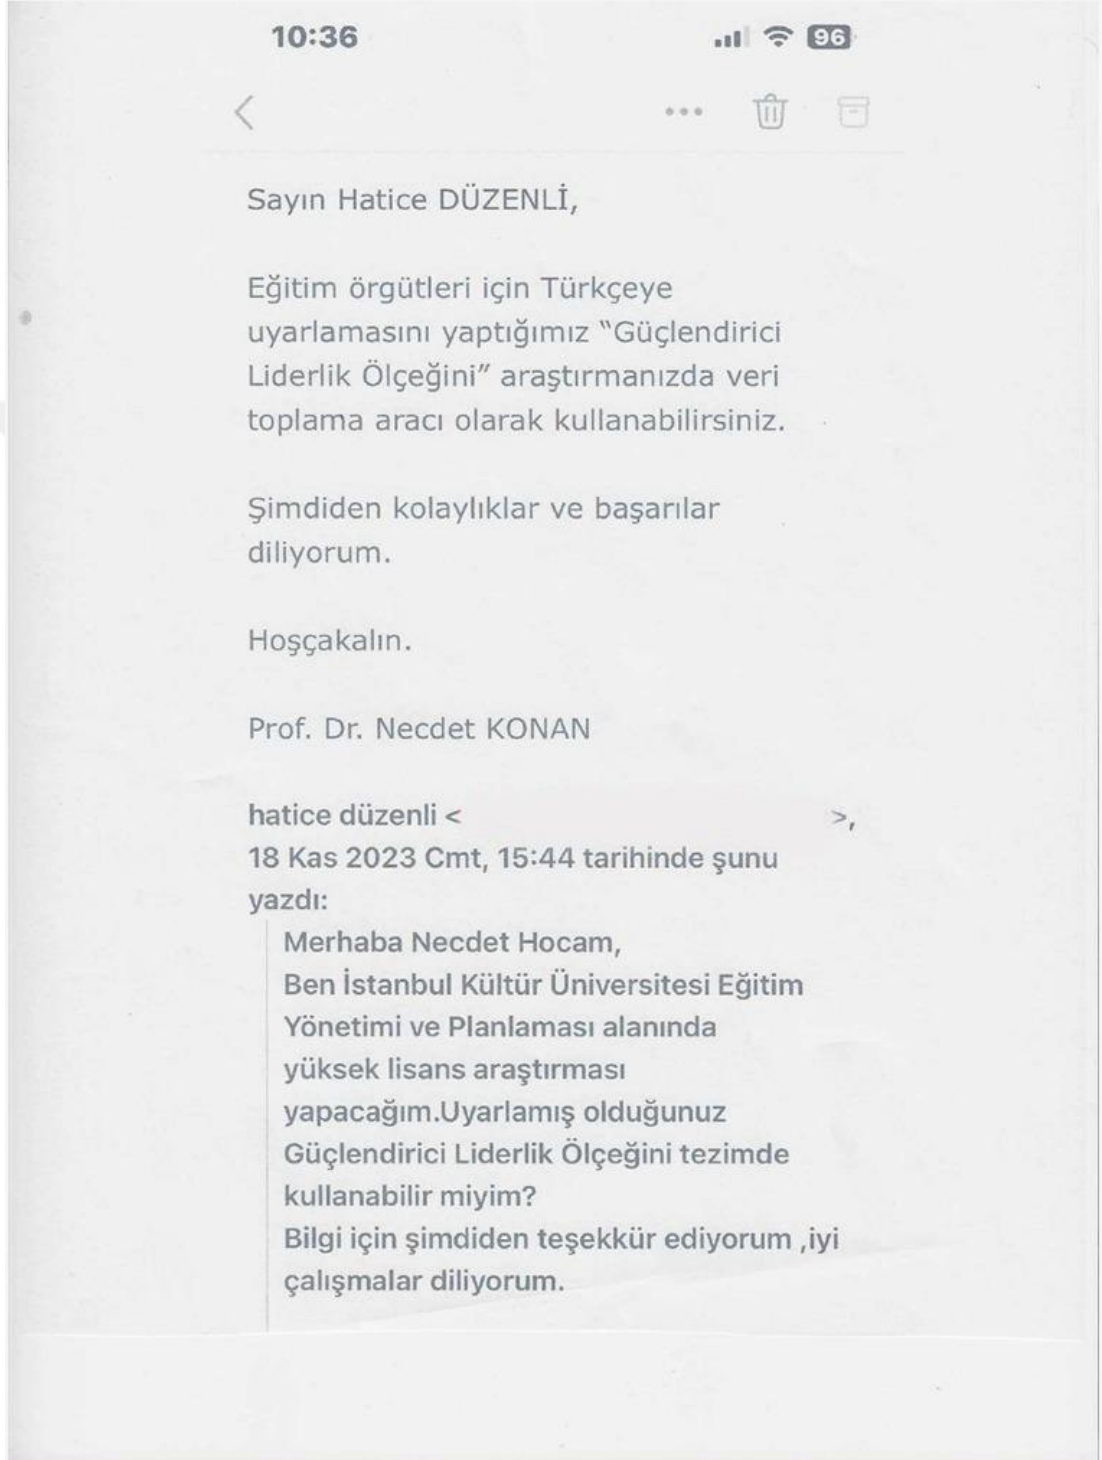 10:36
96
Sayın Hatice DÜZENLİ,
Eğitim örgütleri için Türkçeye
uyarlamasını yaptığımız “Güçlendirici
Liderlik Ölçeğini” araştırmanızda veri
toplama aracı olarak kullanabilirsiniz.
Şimdiden kolaylıklar ve başarılar
diliyorum.
Hoşçakalın.
Prof. Dr. Necdet KONAN
hatice düzenli < >,
18 Kas 2023 Cmt, 15:44 tarihinde şunu
yazdı:
Merhaba Necdet Hocam,
Ben İstanbul Kültür Üniversitesi Eğitim
Yönetimi ve Planlaması alanında
yüksek lisans araştırması
yapacağım.Uyarlamış olduğunuz
Güçlendirici Liderlik Ölçeğini tezimde
kullanabilir miyim?
Bilgi için şimdiden teşekkür ediyorum ,iyi
çalışmalar diliyorum.